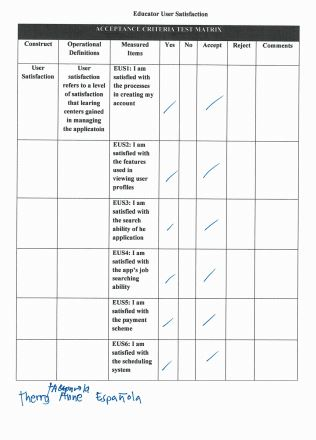 Educator User Satisfaction
ACCEPTANCE CRITERIA TEST MATRIX
Construct Operational Definitions Measured Items Yes No Accept Reject Comments
User Satisfaction
User satisfaction refers to a level of satisfaction that learing centers gained in managing the applicatoin
EUS1: I am satisfied with the processes in creating my account
EUS2: I am satisfied with the features used in viewing user profiles
EUS3: I am satisfied with the search ability of he application
EUS4: I am satisfied with the app's job searching ability
EUS5: I am satisfied with the payment scheme
EUS6: I am satisfied with the scheduling system
Therry Anne Española